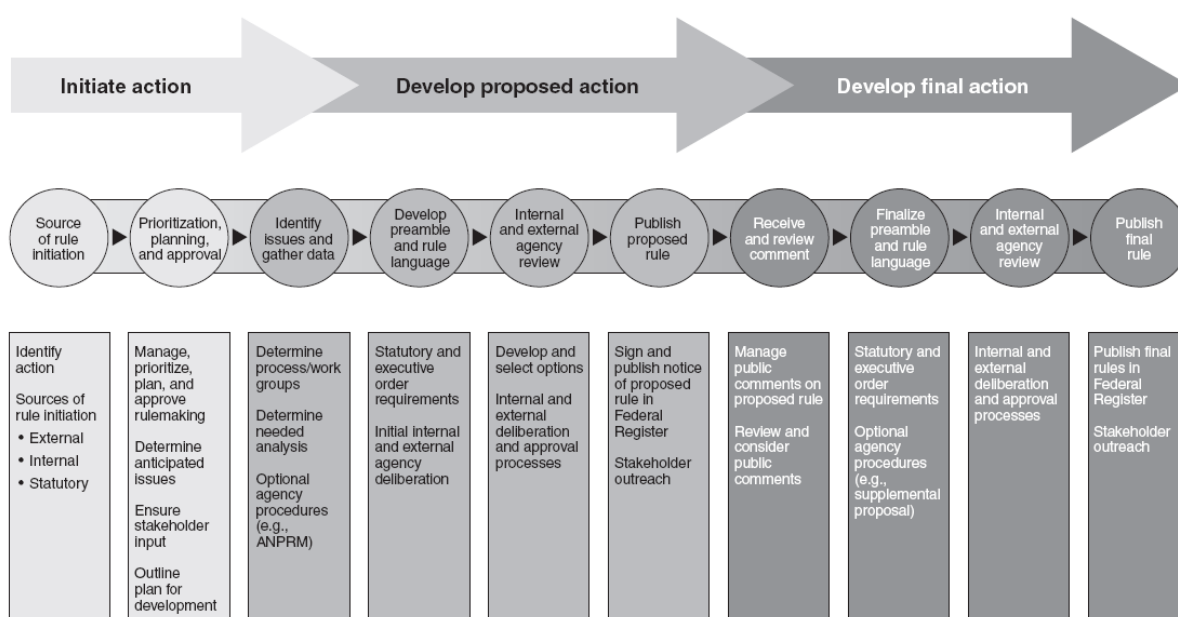 Initiate action
Develop proposed action
Develop final action
Source
of rule
initiation
Prioritization,
planning,
and approval
Identify
issues and
gather data
Develop
preamble
and rule
language
Internal
and external
agency
review
Publish
proposed
rule
Receive
and review
comment
Finalize
preamble
and rule
language
Internal
and external
agency
review
Publish
final
rule
Identify
action
Sources of
rule initiation
• External
• Internal
• Statutory
Manage,
prioritize,
plan, and
approve
rulemaking
Determine
anticipated
issues
Ensure
stakeholder
input
Outline
plan for
development
Determine
process/work
groups
Determine
needed
analysis
Optional
agency
procedures
(e.g.,
ANPRM)
Statutory and
executive
order
requirements
Initial internal
and external
agency
deliberation
Develop and
select options
Internal and
external
deliberation
and approval
processes
Sign and
publish notice
of proposed
rule in
Federal
Register
Stakeholder
outreach
Manage
public
comments on
proposed rule
Review and
consider
public
comments
Statutory and
executive
order
requirements
Optional
agency
procedures
(e.g.,
supplemental
proposal)
Internal and
external
deliberation
and approval
processes
Publish final
rules in
Federal
Register
Stakeholder
outreach